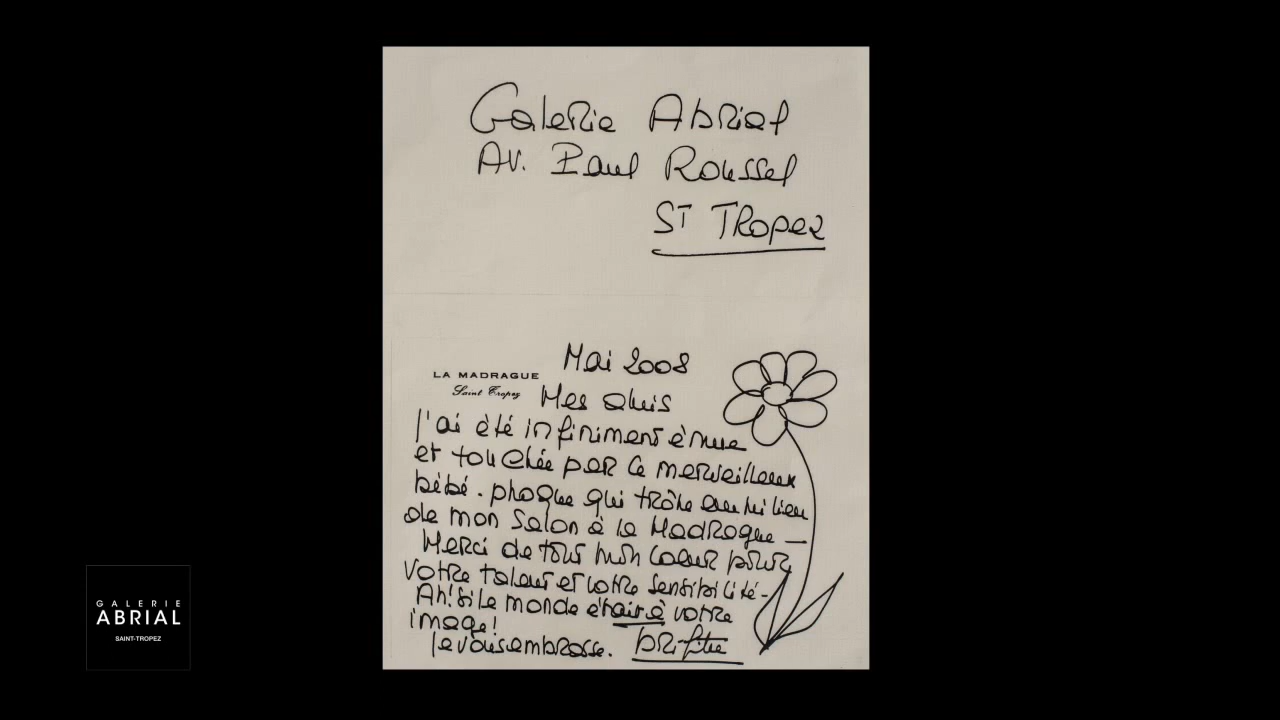 Galerie Abrial
Av. Paul Roussel
St Tropez
Mai 2008
LA MADRAGUE
Saint Tropez
Mes amis
J'ai été infiniment émue
et touchée par ce merveilleux
bébé-phoque qui trône au milieu
de mon salon à la Madrague —
Merci de tout mon coeur pour
votre talent et votre sensibilité-
Ah! Si le monde était à votre
image!
Je vous embrasse. Brigitte
GALERIE
ABRIAL
SAINT-TROPEZ